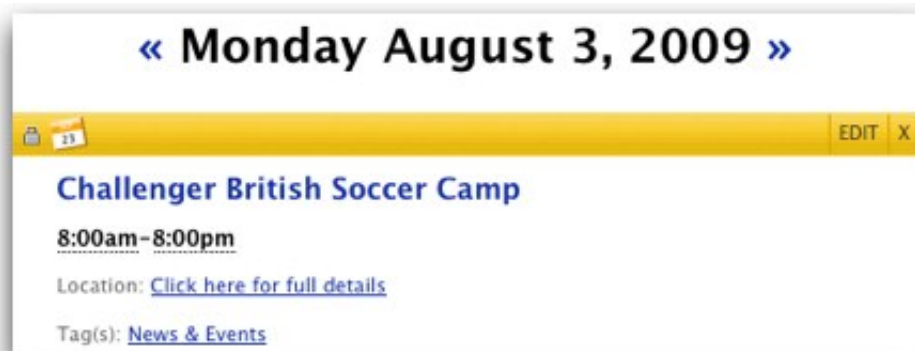 « Monday August 3, 2009 »
23 EDIT X
Challenger British Soccer Camp
8:00am-8:00pm
Location: Click here for full details
Tag(s): News & Events